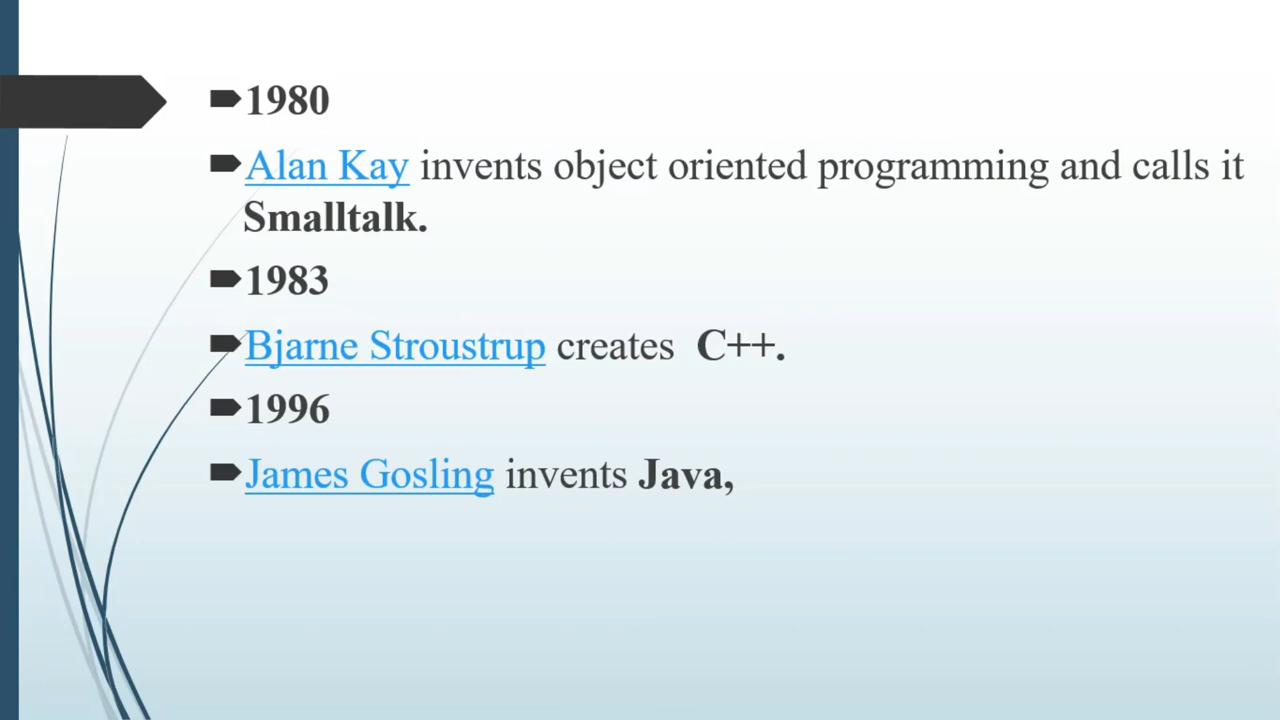 1980
Alan Kay invents object oriented programming and calls it
Smalltalk.
1983
Bjarne Stroustrup creates  C++.
1996
James Gosling invents Java,